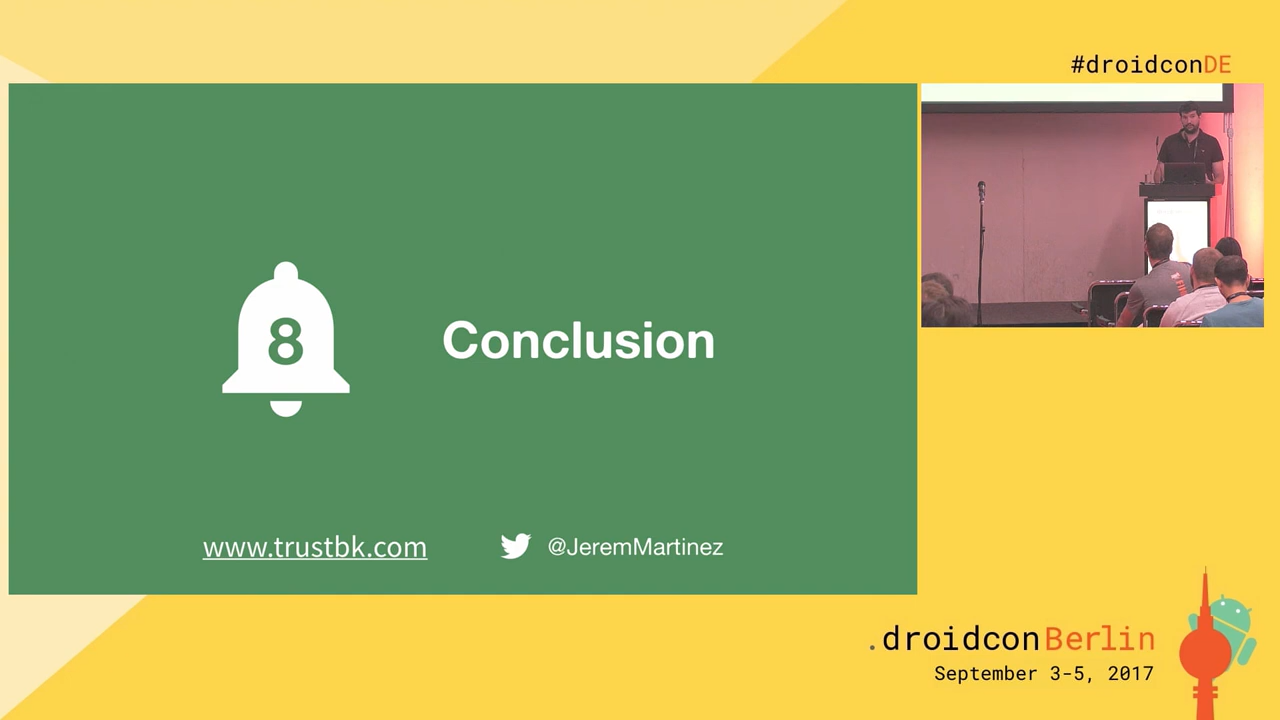 #droidconDE
8
Conclusion
www.trustbk.com
@JeremMartinez
.droidconBerlin
September 3-5, 2017